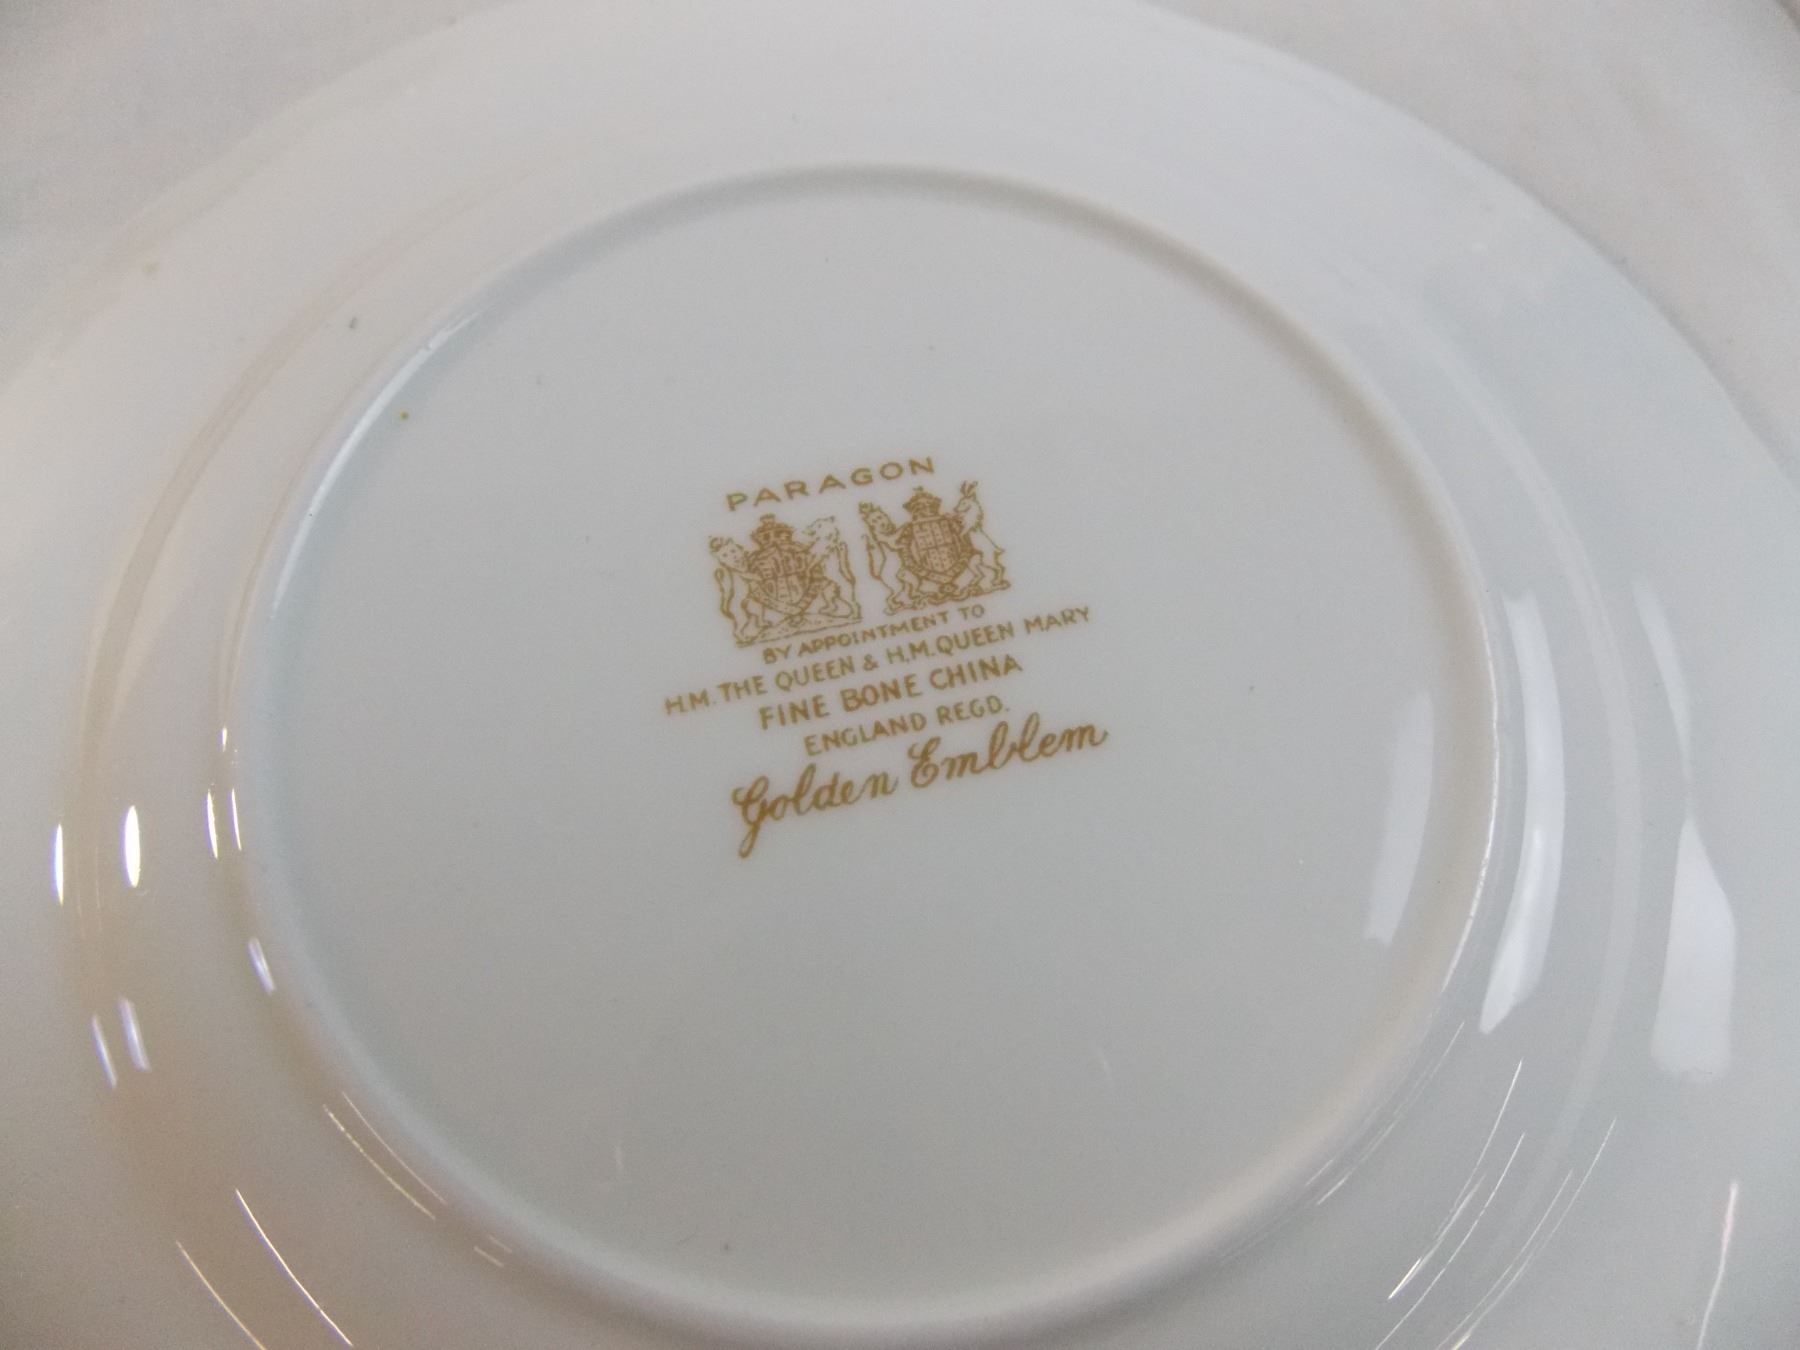 PARAGON
BY APPOINTMENT TO
H.M. THE QUEEN & H.M. QUEEN MARY
FINE BONE CHINA
ENGLAND REGD.
Golden Emblem